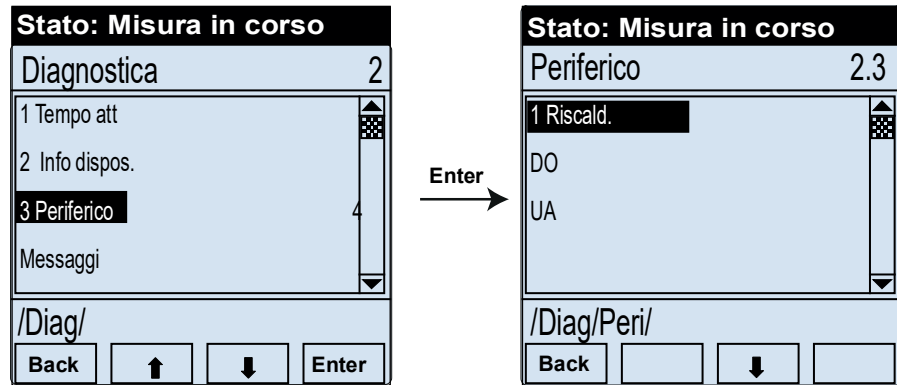 Stato: Misura in corso
Diagnostica 2
1 Tempo att
2 Info dispos.
3 Periferico 4
Messaggi
/Diag/
Back Enter
Enter
Stato: Misura in corso
Periferico 2.3
1 Riscald.
DO
UA
/Diag/Peri/
Back